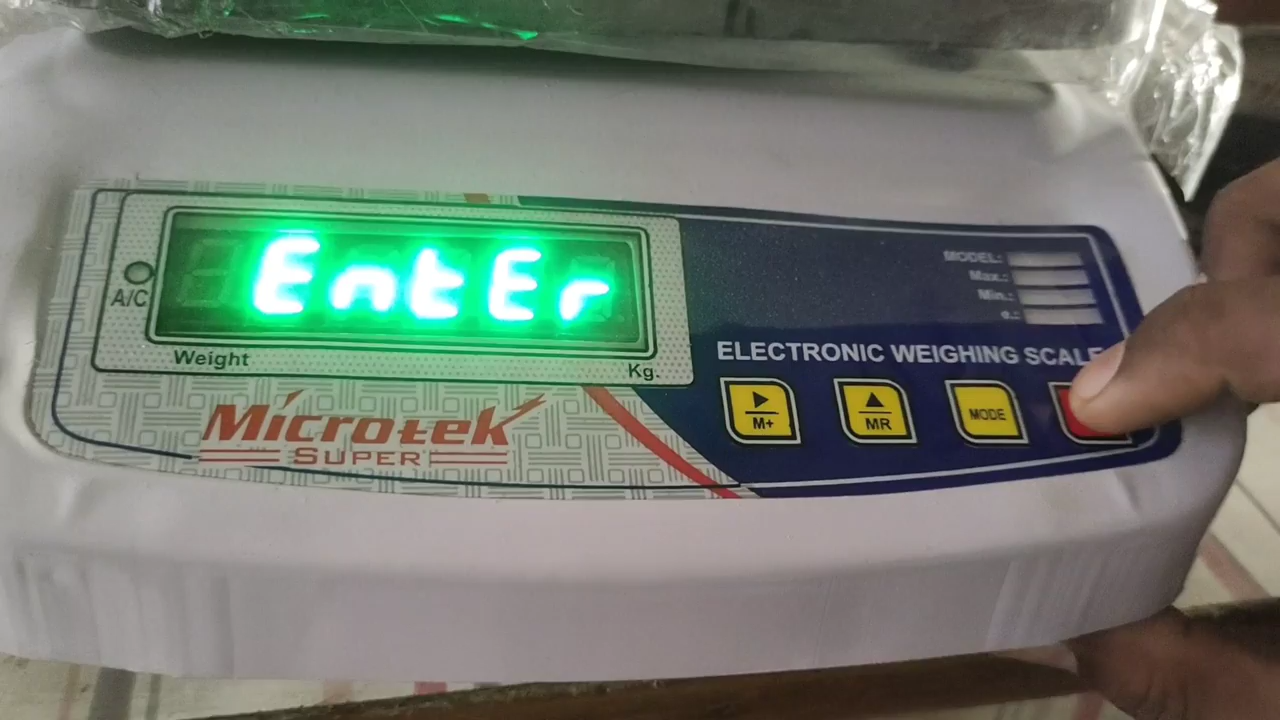 EntEr
A/C
Weight
Kg.
Microtek
SUPER
MODEL:
Max.:
Min.:
e.:
ELECTRONIC WEIGHING SCALE
M+
MR
MODE